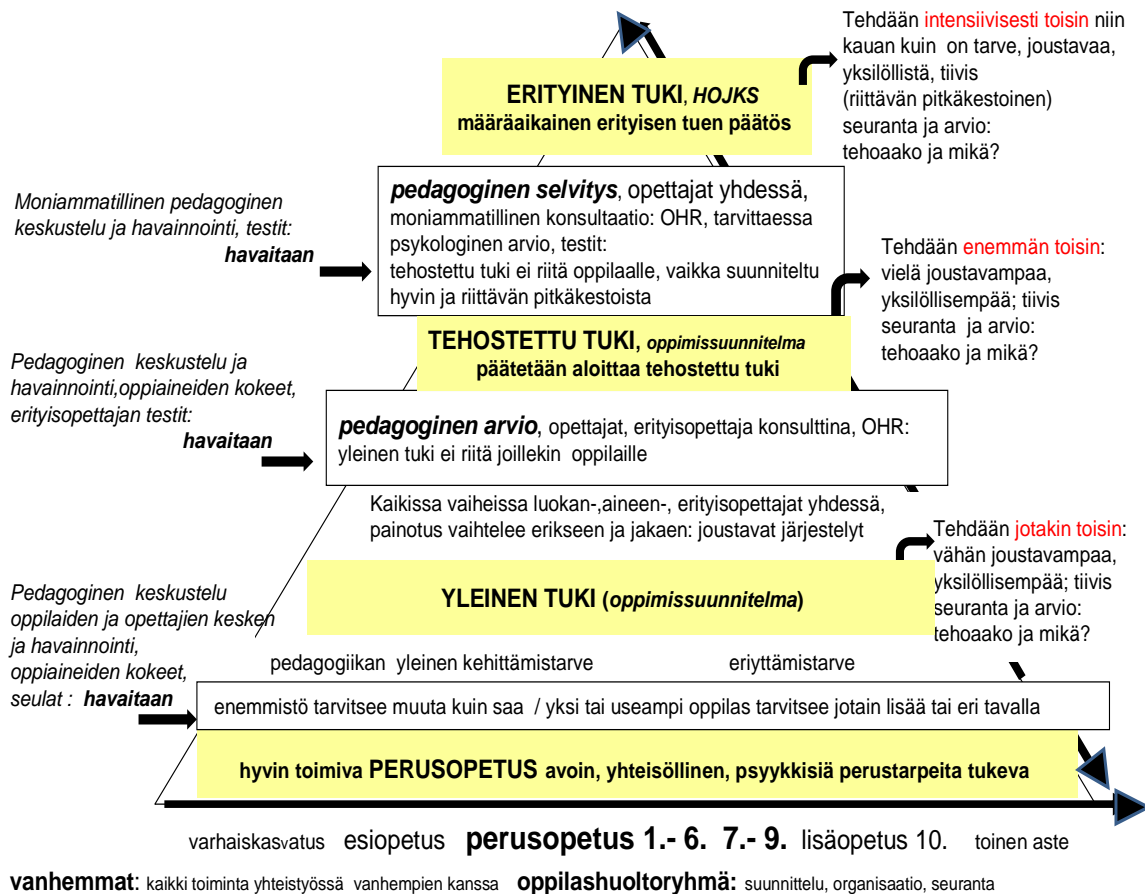 Tehdään intensiivisesti toisin niin
kauan kuin on tarve, joustavaa,
yksilöllistä, tiivis
(riittävän pitkäkestoinen)
seuranta ja arvio:
tehoaako ja mikä?
ERITYINEN TUKI, HOJKS
määräaikainen erityisen tuen päätös
Moniammatillinen pedagoginen
keskustelu ja havainnointi, testit:
havaitaan
pedagoginen selvitys, opettajat yhdessä,
moniammatillinen konsultaatio: OHR, tarvittaessa
psykologinen arvio, testit:
tehostettu tuki ei riitä oppilaalle, vaikka suunniteltu
hyvin ja riittävän pitkäkestoista
Tehdään enemmän toisin:
vielä joustavampaa,
yksilöllisempää; tiivis
seuranta ja arvio:
tehoaako ja mikä?
TEHOSTETTU TUKI, oppimissuunnitelma
päätetään aloittaa tehostettu tuki
Pedagoginen keskustelu ja
havainnointi,oppiaineiden kokeet,
erityisopettajan testit:
havaitaan
pedagoginen arvio, opettajat, erityisopettaja konsulttina, OHR:
yleinen tuki ei riitä joillekin oppilaille
Kaikissa vaiheissa luokan-,aineen-, erityisopettajat yhdessä,
painotus vaihtelee erikseen ja jakaen: joustavat järjestelyt
Tehdään jotakin toisin:
vähän joustavampaa,
yksilöllisempää; tiivis
seuranta ja arvio:
tehoaako ja mikä?
YLEINEN TUKI (oppimissuunnitelma)
Pedagoginen keskustelu
oppilaiden ja opettajien kesken
ja havainnointi,
oppiaineiden kokeet,
seulat : havaitaan
pedagogiikan yleinen kehittämistarve eriyttämistarve
enemmistö tarvitsee muuta kuin saa / yksi tai useampi oppilas tarvitsee jotain lisää tai eri tavalla
hyvin toimiva PERUSOPETUS avoin, yhteisöllinen, psyykkisiä perustarpeita tukeva
varhaiskasvatus esiopetus perusopetus 1.- 6. 7.- 9. lisäopetus 10. toinen aste
vanhemmat: kaikki toiminta yhteistyössä vanhempien kanssa oppilashuoltoryhmä: suunnittelu, organisaatio, seuranta